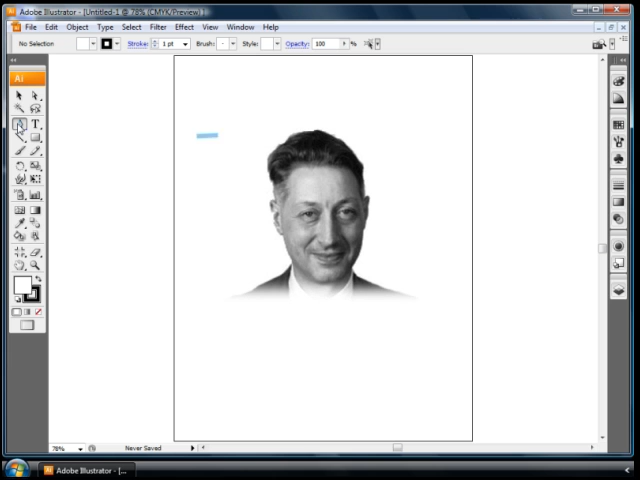 Adobe Illustrator - [Untitled-1 @ 78% (CMYK/Preview) ]
File Edit Object Type Select Filter Effect View Window Help
No Selection Stroke: 1 pt Brush: Style: Opacity: 100 %
Ai
T
78% Never Saved
Ai Adobe Illustrator - [...